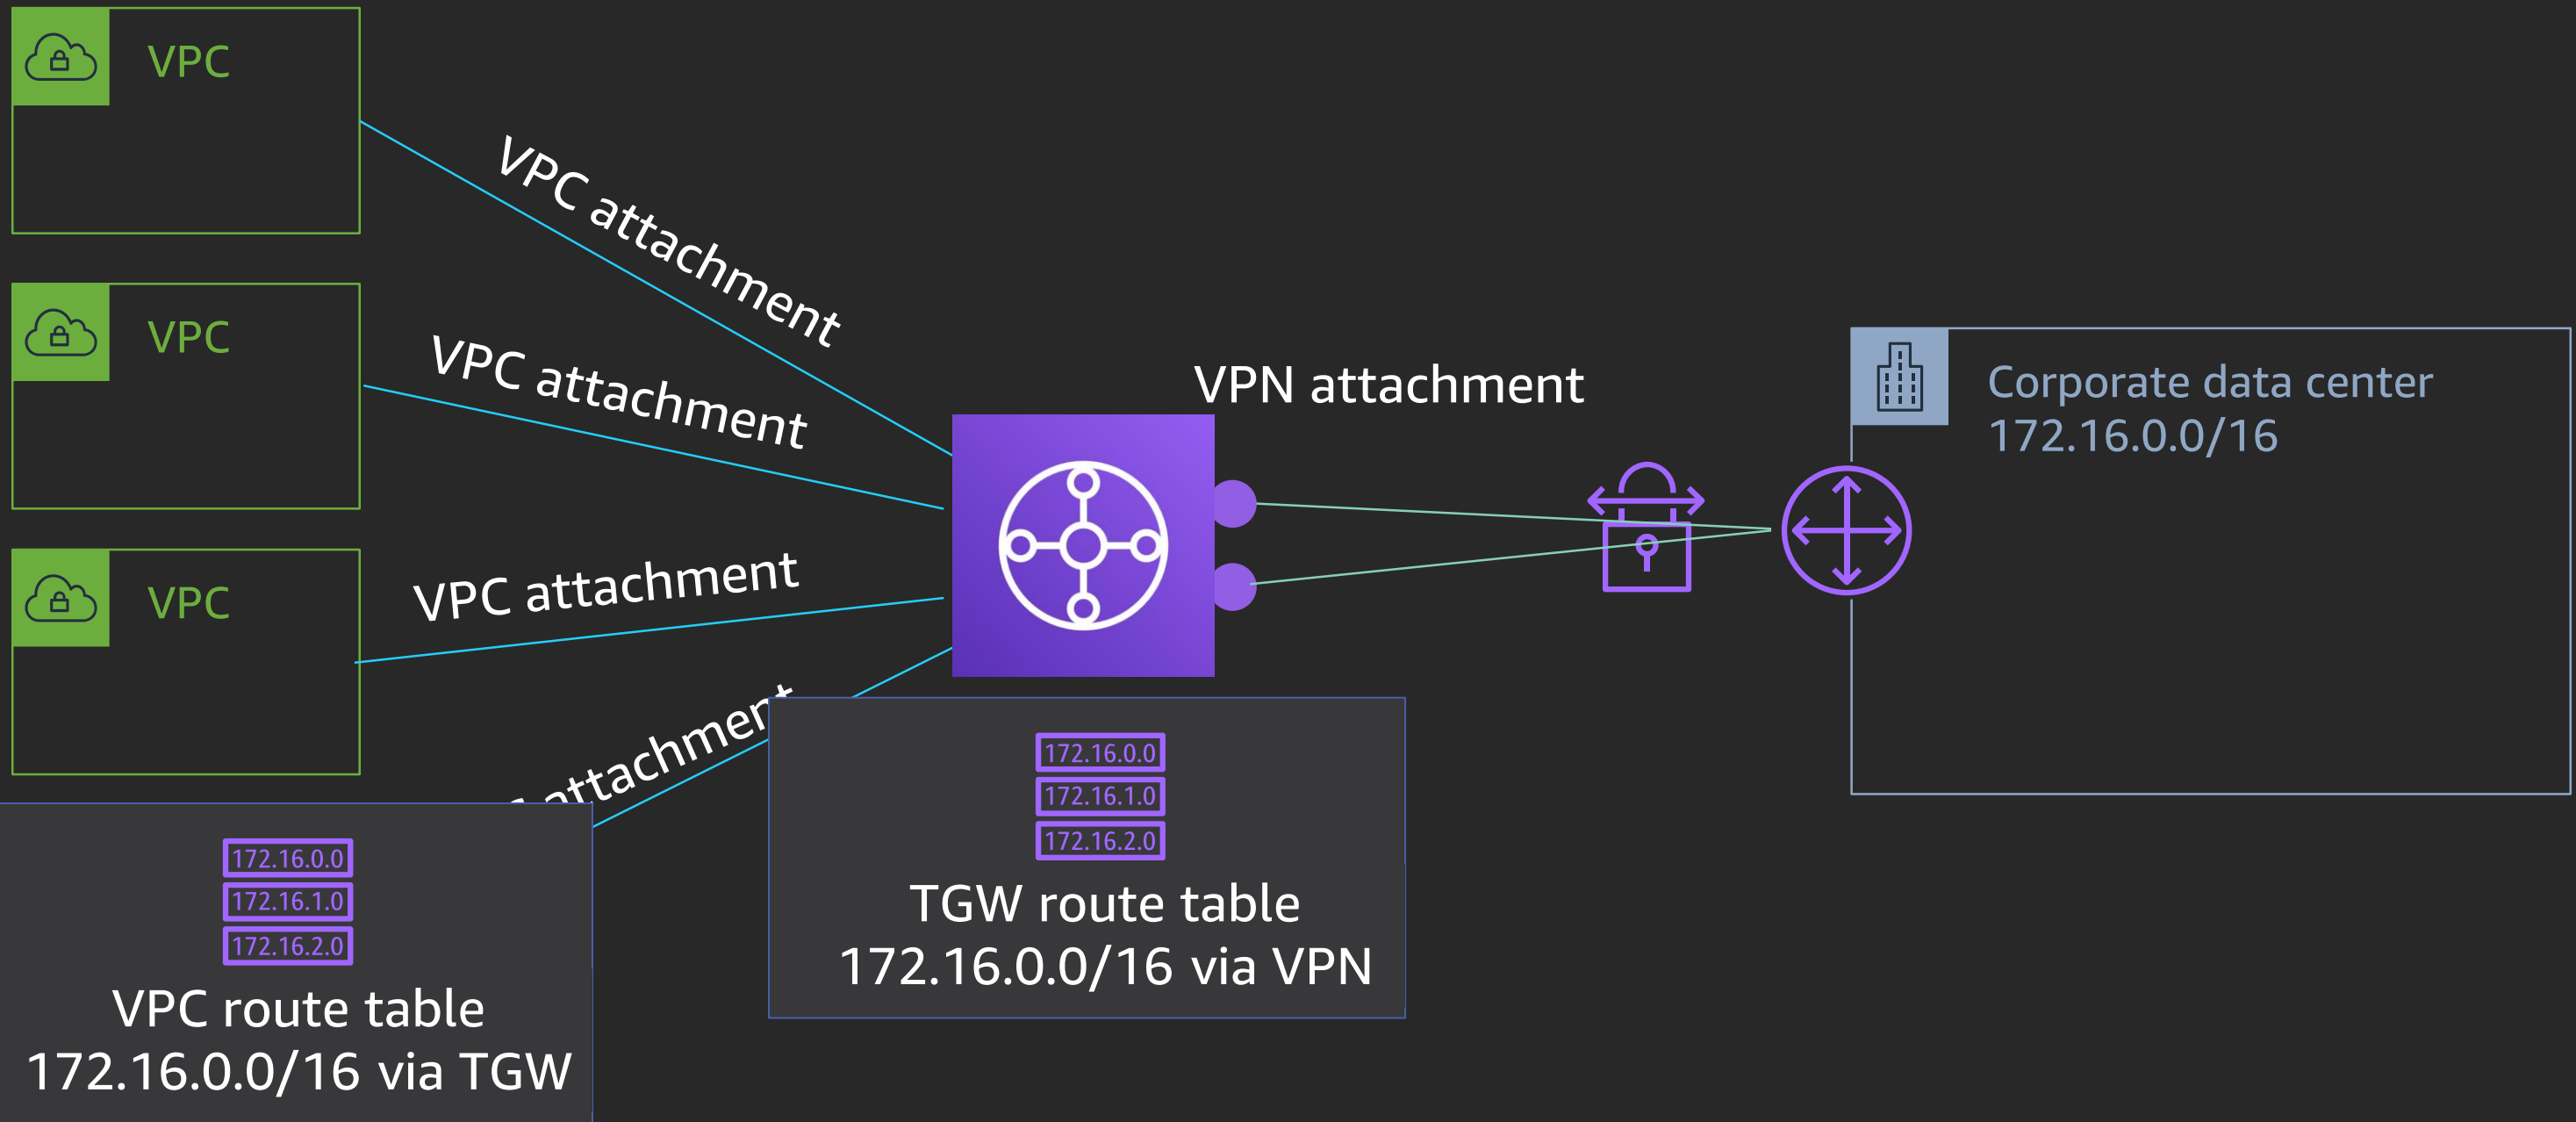 VPC
VPC attachment
VPC
VPC attachment
VPN attachment
Corporate data center
172.16.0.0/16
VPC
VPC attachment
attachment
172.16.0.0
172.16.1.0
172.16.2.0
TGW route table
172.16.0.0/16 via VPN
172.16.0.0
172.16.1.0
172.16.2.0
VPC route table
172.16.0.0/16 via TGW